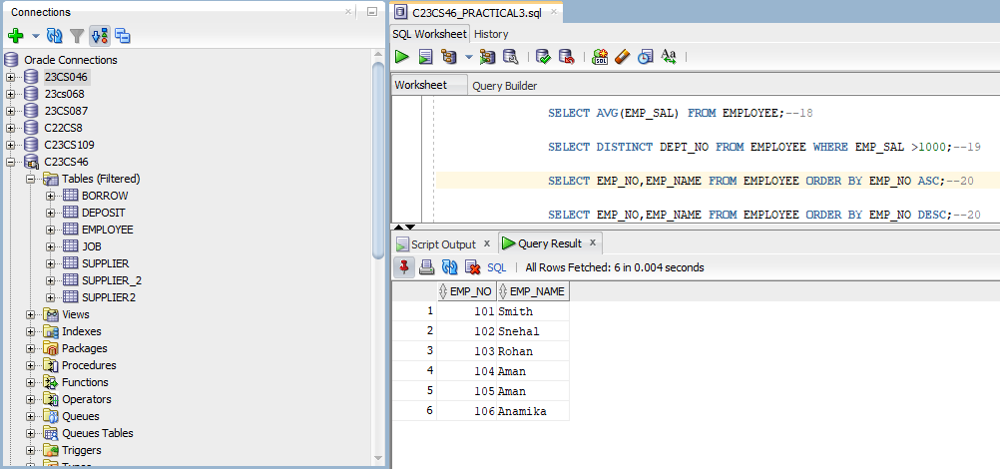 Connections
Oracle Connections
23CS046
23cs068
23CS087
C22CS8
C23CS109
C23CS46
Tables (Filtered)
BORROW
DEPOSIT
EMPLOYEE
JOB
SUPPLIER
SUPPLIER_2
SUPPLIER2
Views
Indexes
Packages
Procedures
Functions
Operators
Queues
Queues Tables
Triggers
C23CS46_PRACTICAL3.sql
SQL Worksheet History
Worksheet Query Builder
SELECT AVG(EMP_SAL) FROM EMPLOYEE;--18
SELECT DISTINCT DEPT_NO FROM EMPLOYEE WHERE EMP_SAL >1000;--19
SELECT EMP_NO,EMP_NAME FROM EMPLOYEE ORDER BY EMP_NO ASC;--20
SELECT EMP_NO,EMP_NAME FROM EMPLOYEE ORDER BY EMP_NO DESC;--20
Script Output x Query Result x
SQL | All Rows Fetched: 6 in 0.004 seconds
EMP_NO EMP_NAME
1 101 Smith
2 102 Snehal
3 103 Rohan
4 104 Aman
5 105 Aman
6 106 Anamika